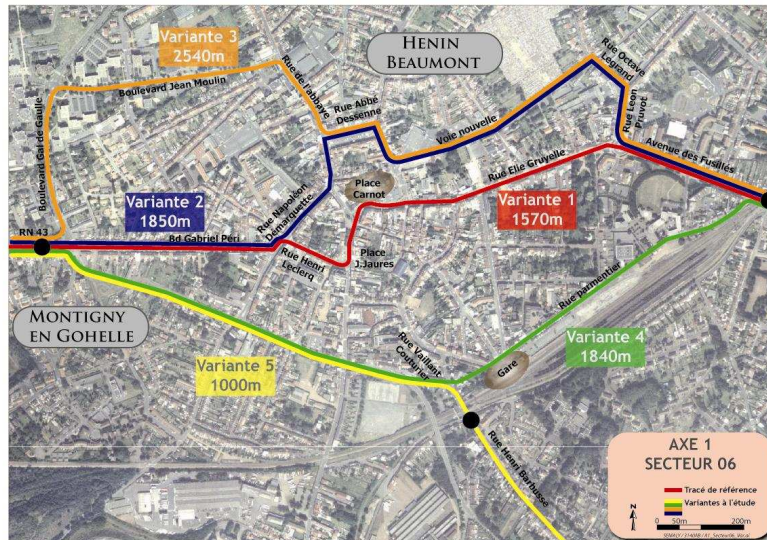 Variante 3
2540m
HENIN
BEAUMONT
Rue Octave
Legrand
Rue de l'abbaye
Boulevard Jean Moulin
Rue Abbé
Dessenne
Rue Léon
Pruvot
Voie nouvelle
Avenue des Fusillés
Boulevard Gal de Gaulle
Rue Elie Gruyelle
Place
Carnot
Variante 2
1850m
Variante 1
1570m
Rue Napoléon
Démarquette
RN 43
Bd Gabriel Péri
Rue Henri
Leclerq
Place
J.Jaurès
MONTIGNY
EN GOHELLE
Rue parmentier
Variante 4
1840m
Rue Vaillant
Couturier
Variante 5
1000m
Gare
Rue Henri Barbusse
AXE 1
SECTEUR 06
Tracé de référence
Variantes à l'étude
N
0 50m 200m